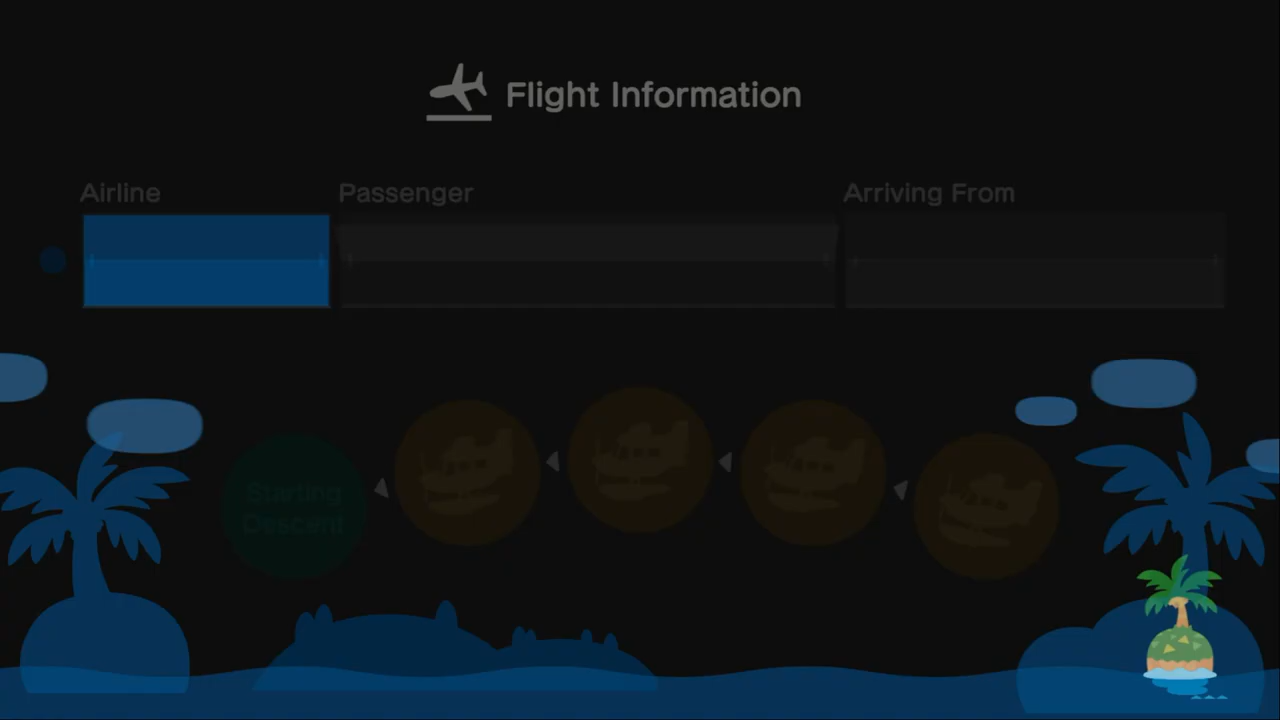 Flight Information
Airline
Passenger
Arriving From
Starting
Descent